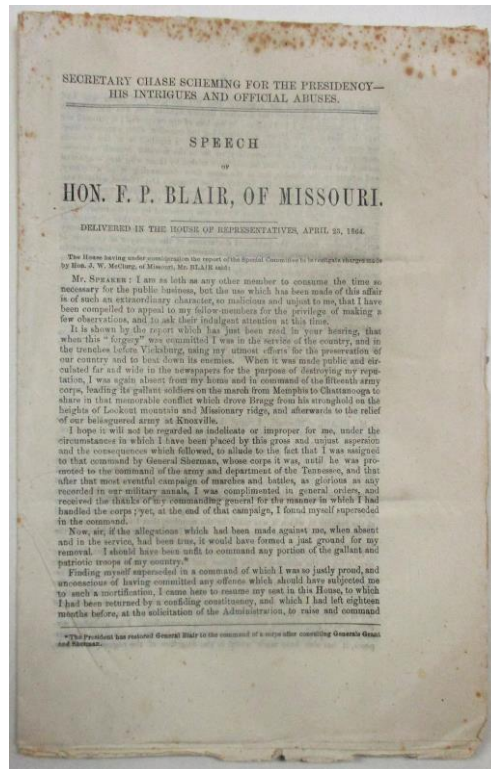 SECRETARY CHASE SCHEMING FOR THE PRESIDENCY—
HIS INTRIGUES AND OFFICIAL ABUSES.
SPEECH
OF
HON. F. P. BLAIR, OF MISSOURI.
DELIVERED IN THE HOUSE OF REPRESENTATIVES, APRIL 23, 1864.
The House having under consideration the report of the Special Committee to investigate charges made
by Hon. J. W. McClurg, of Missouri, Mr. BLAIR said:
Mr. Speaker: I am as loth as any other member to consume the time so
necessary for the public business, but the use which has been made of this affair
is of such an extraordinary character, so malicious and unjust to me, that I have
been compelled to appeal to my fellow-members for the privilege of making a
few observations, and to ask their indulgent attention at this time.
It is shown by the report which has just been read in your hearing, that
when this "forgery" was committed I was in the service of the country, and in
the trenches before Vicksburg, using my utmost efforts for the preservation of
our country and to beat down its enemies. When it was made public and cir-
culated far and wide in the newspapers for the purpose of destroying my repu-
tation, I was again absent from my home and in command of the fifteenth army
corps, leading its gallant soldiers on the march from Memphis to Chattanooga to
share in that memorable conflict which drove Bragg from his stronghold on the
heights of Lookout mountain and Missionary ridge, and afterwards to the relief
of our beleaguered army at Knoxville.
I hope it will not be regarded as indelicate or improper for me, under the
circumstances in which I have been placed by this gross and unjust aspersion
and the consequences which followed, to allude to the fact that I was assigned
to that command by General Sherman, whose corps it was, until he was pro-
moted to the command of the army and department of the Tennessee, and that
after that most eventful campaign of marches and battles, as glorious as any
recorded in our military annals, I was complimented in general orders, and
received the thanks of my commanding general for the manner in which I had
handled the corps; yet, at the end of that campaign, I found myself superseded
in the command.
Now, sir, if the allegations which had been made against me, when absent
and in the service, had been true, it would have formed a just ground for my
removal. I should have been unfit to command any portion of the gallant and
patriotic troops of my country.*
Finding myself superseded in a command of which I was so justly proud, and
unconscious of having committed any offence which should have subjected me
to such a mortification, I came here to resume my seat in this House, to which
I had been returned by a confiding constituency, and which I had left eighteen
months before, at the solicitation of the Administration, to raise and command
*The President has restored General Blair to the command of a corps after consulting Generals Grant
and Sherman.